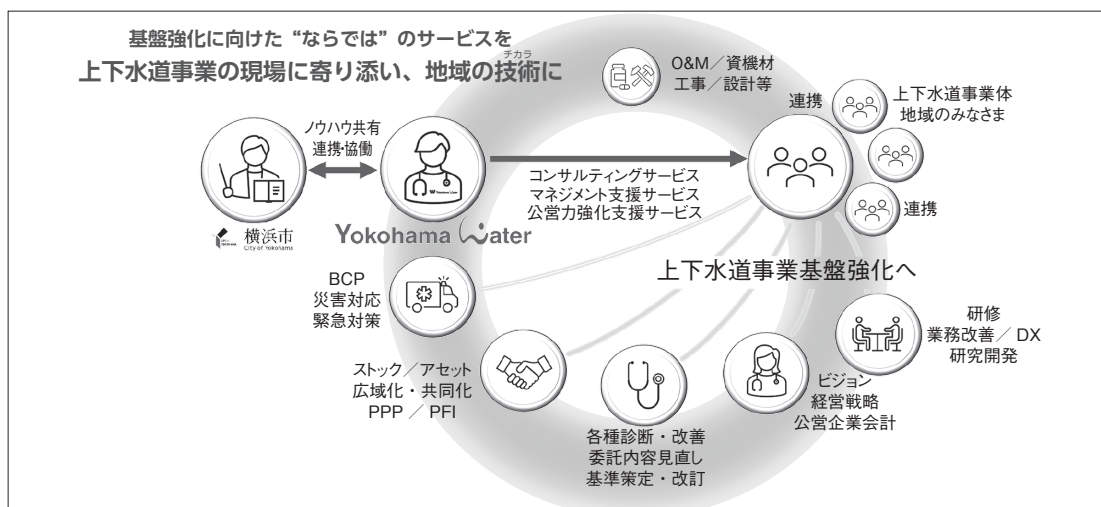 基盤強化に向けた“ならでは”のサービスを
チカラ
上下水道事業の現場に寄り添い、地域の技術に
O&M／資機材
工事／設計等
連携
上下水道事業体
地域のみなさま
ノウハウ共有
連携・協働
コンサルティングサービス
マネジメント支援サービス
公営力強化支援サービス
連携
横浜市
City of Yokohama
Yokohama Water
上下水道事業基盤強化へ
BCP
災害対応
緊急対策
研修
業務改善／DX
研究開発
ストック／アセット
広域化・共同化
PPP／PFI
ビジョン
経営戦略
公営企業会計
各種診断・改善
委託内容見直し
基準策定・改訂